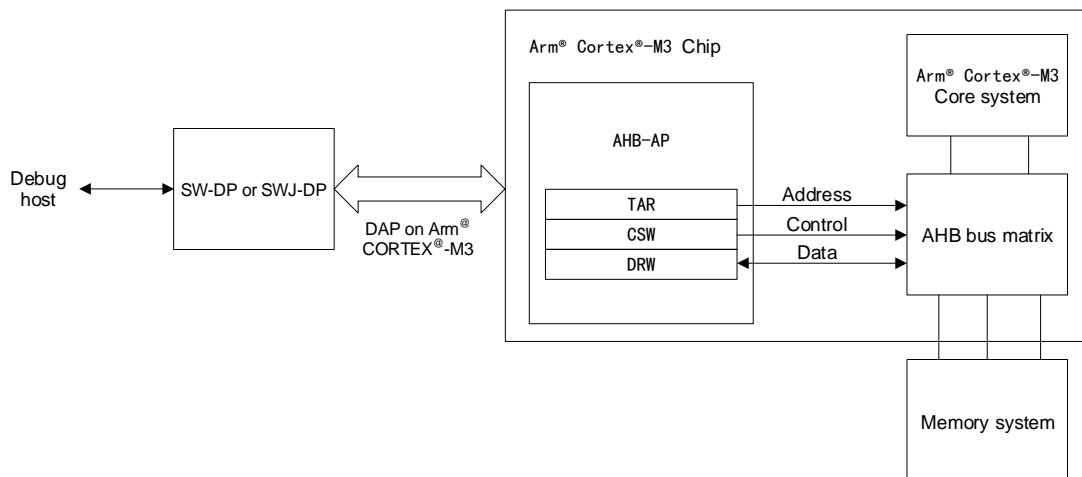 Arm® Cortex®-M3 Chip
Arm® Cortex®-M3
Core system
AHB-AP
Debug
host
SW-DP or SWJ-DP
DAP on Arm@
CORTEX@-M3
TAR
CSW
DRW
Address
Control
Data
AHB bus matrix
Memory system